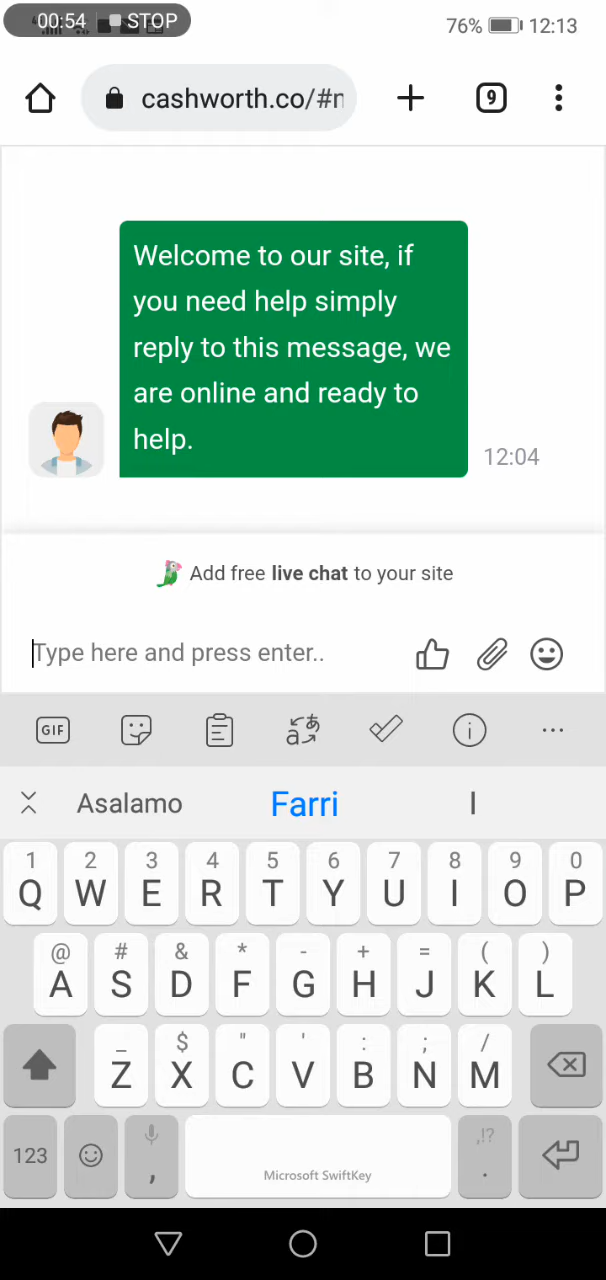 00:54 STOP
76% 12:13
cashworth.co/#n
9
Welcome to our site, if
you need help simply
reply to this message, we
are online and ready to
help.
12:04
Add free live chat to your site
Type here and press enter..
GIF
Asalamo Farri I
1 2 3 4 5 6 7 8 9 0
Q W E R T Y U I O P
@ # & * - + = ( )
A S D F G H J K L
_ $ " ' : ; /
Z X C V B N M
,!?
123 , Microsoft SwiftKey .